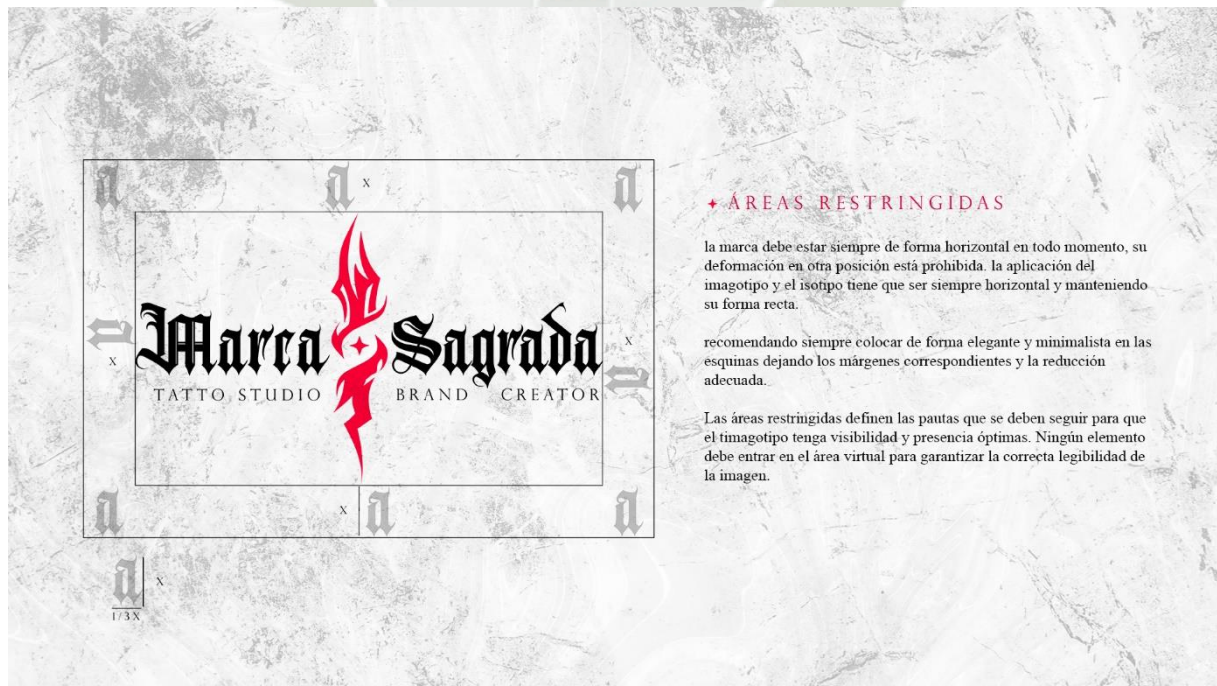 a
a x
a
Marca Sagrada
TATTO STUDIO BRAND CREATOR
a
x
x
a
a
x a
a
a x
1/3X
ÁREAS RESTRINGIDAS
la marca debe estar siempre de forma horizontal en todo momento, su
deformación en otra posición está prohibida. la aplicación del
imagotipo y el isotipo tiene que ser siempre horizontal y manteniendo
su forma recta.
recomendando siempre colocar de forma elegante y minimalista en las
esquinas dejando los márgenes correspondientes y la reducción
adecuada.
Las áreas restringidas definen las pautas que se deben seguir para que
el timagotipo tenga visibilidad y presencia óptimas. Ningún elemento
debe entrar en el área virtual para garantizar la correcta legibilidad de
la imagen.